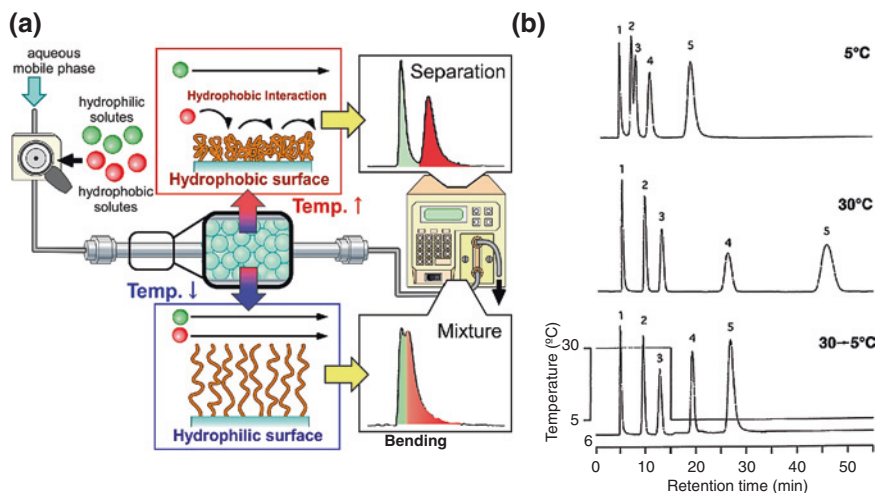 (a)
aqueous
mobile phase
hydrophilic
solutes
hydrophobic
solutes
Hydrophobic Interaction
Hydrophobic surface
Temp. ↑
Temp. ↓
Hydrophilic surface
Separation
Mixture
Bending
(b)
1 2 3 4 5
5°C
1 2 3 4 5
30°C
1 2 3 4 5
30→5°C
Temperature (ºC)
30
5
6
0 10 20 30 40 50
Retention time (min)